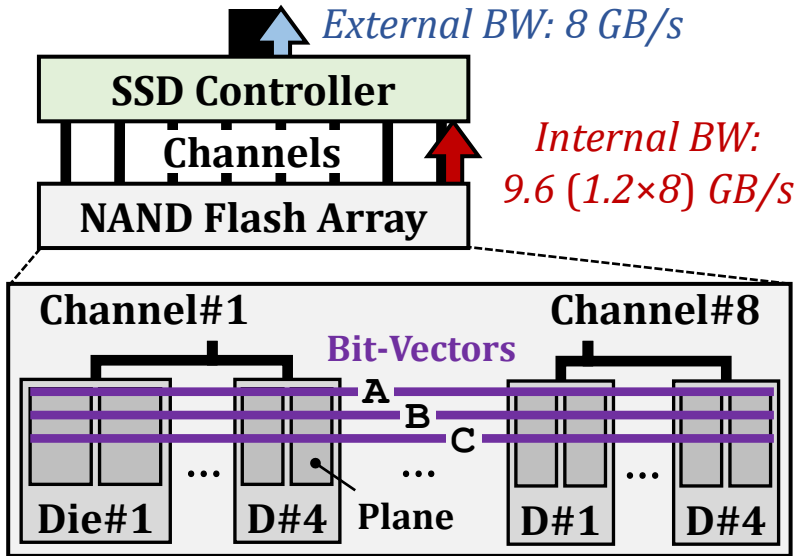 External BW: 8 GB/s
SSD Controller
Channels
Internal BW:
9.6 (1.2×8) GB/s
NAND Flash Array
Channel#1
Channel#8
Bit-Vectors
A
B
C
... ... ...
Die#1
D#4
Plane
D#1
D#4